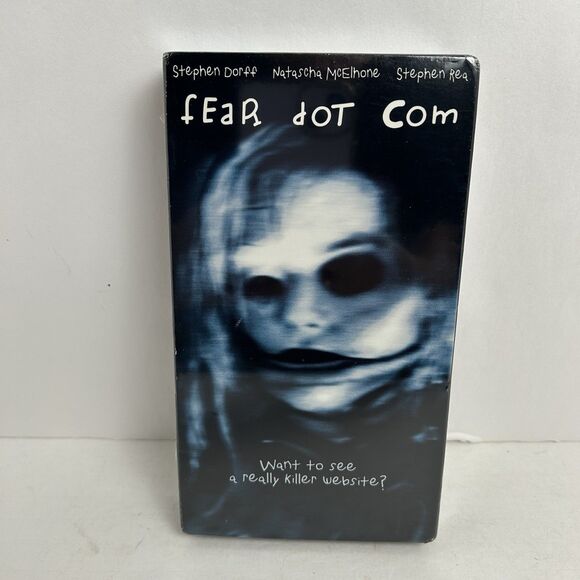 Stephen Dorff Natascha McElhone Stephen Rea
fEaR dOT Com
Want to see
a really killer website?